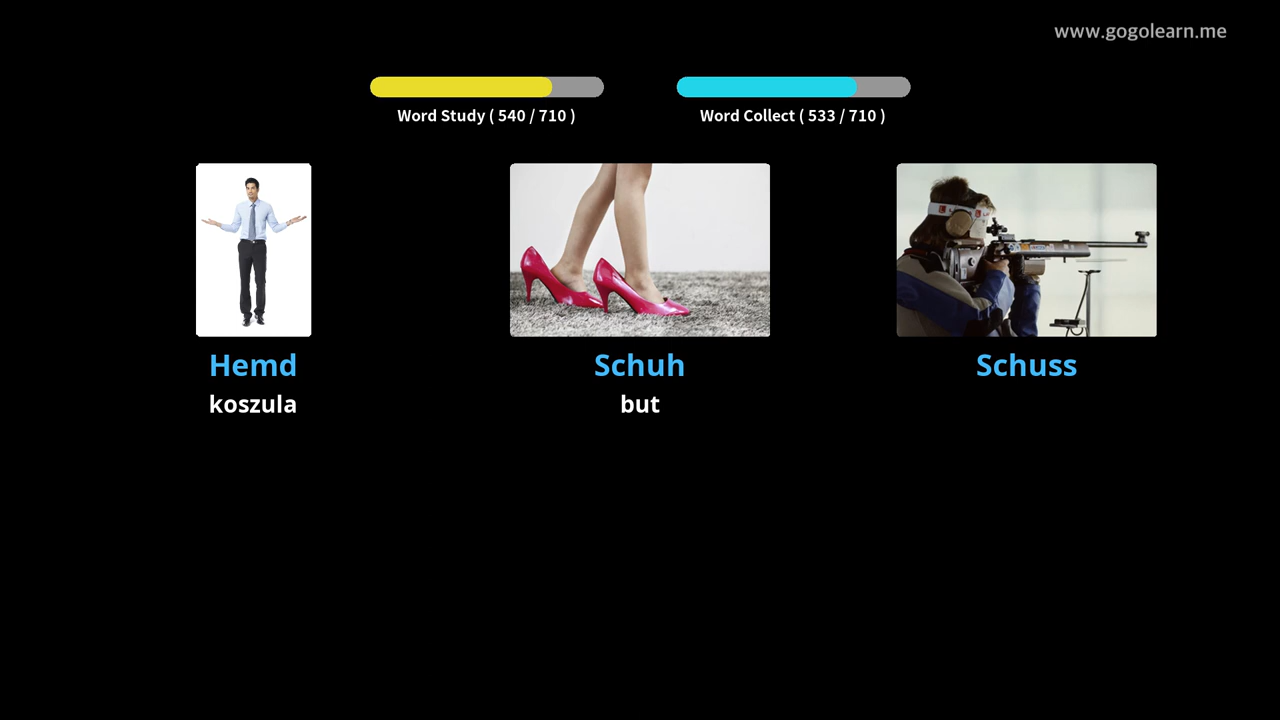 www.gogolearn.me
Word Study ( 540 / 710 )
Word Collect ( 533 / 710 )
Hemd
koszula
Schuh
but
Schuss